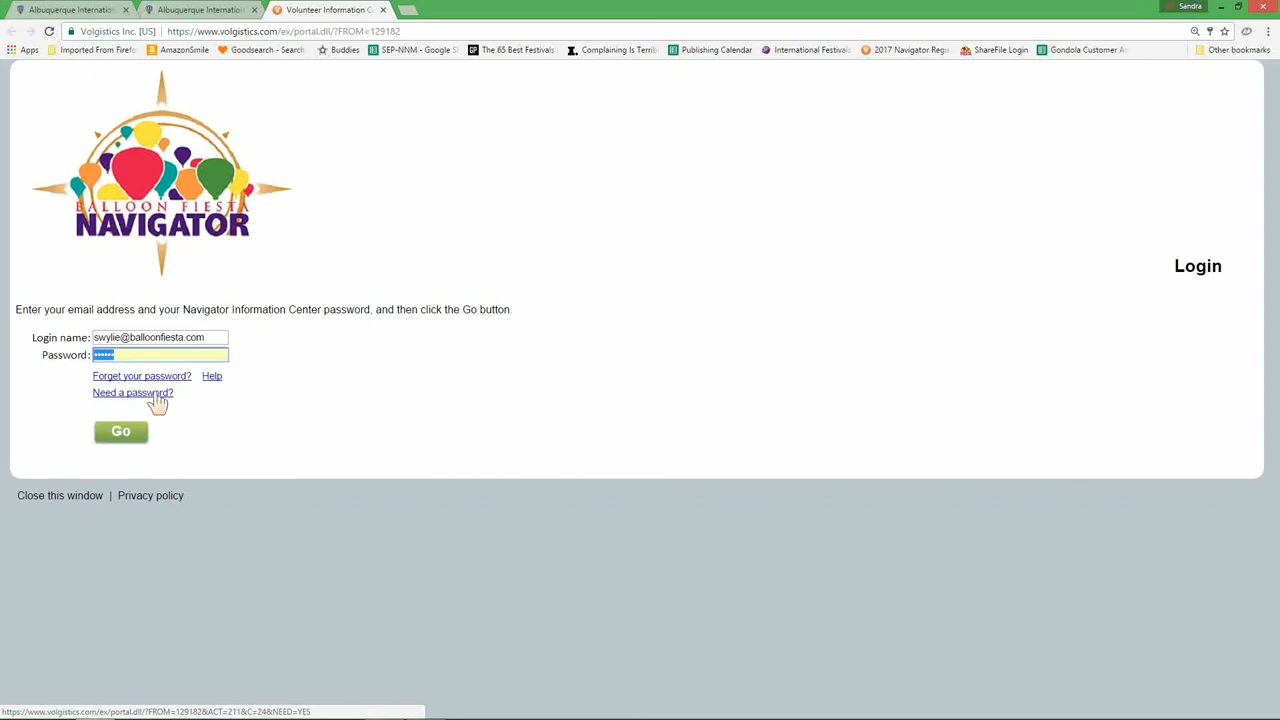 Albuquerque Internation
Albuquerque Internation
Volunteer Information C
Sandra
Volgistics Inc. [US]
https://www.volgistics.com/ex/portal.dll/?FROM=129182
Apps
Imported From Firefo
AmazonSmile
Goodsearch - Search
Buddies
SEP-NNM - Google S
The 65 Best Festivals
Complaining Is Terrib
Publishing Calendar
International Festivals
2017 Navigator Regi
ShareFile Login
Gondola Customer A
Other bookmarks
BALLOON FIESTA
NAVIGATOR
Login
Enter your email address and your Navigator Information Center password, and then click the Go button.
Login name: swylie@balloonfiesta.com
Password: ••••••
Forget your password? Help
Need a password?
Go
Close this window | Privacy policy
https://www.volgistics.com/ex/portal.dll/?FROM=129182&ACT=211&C=24&NEED=YES